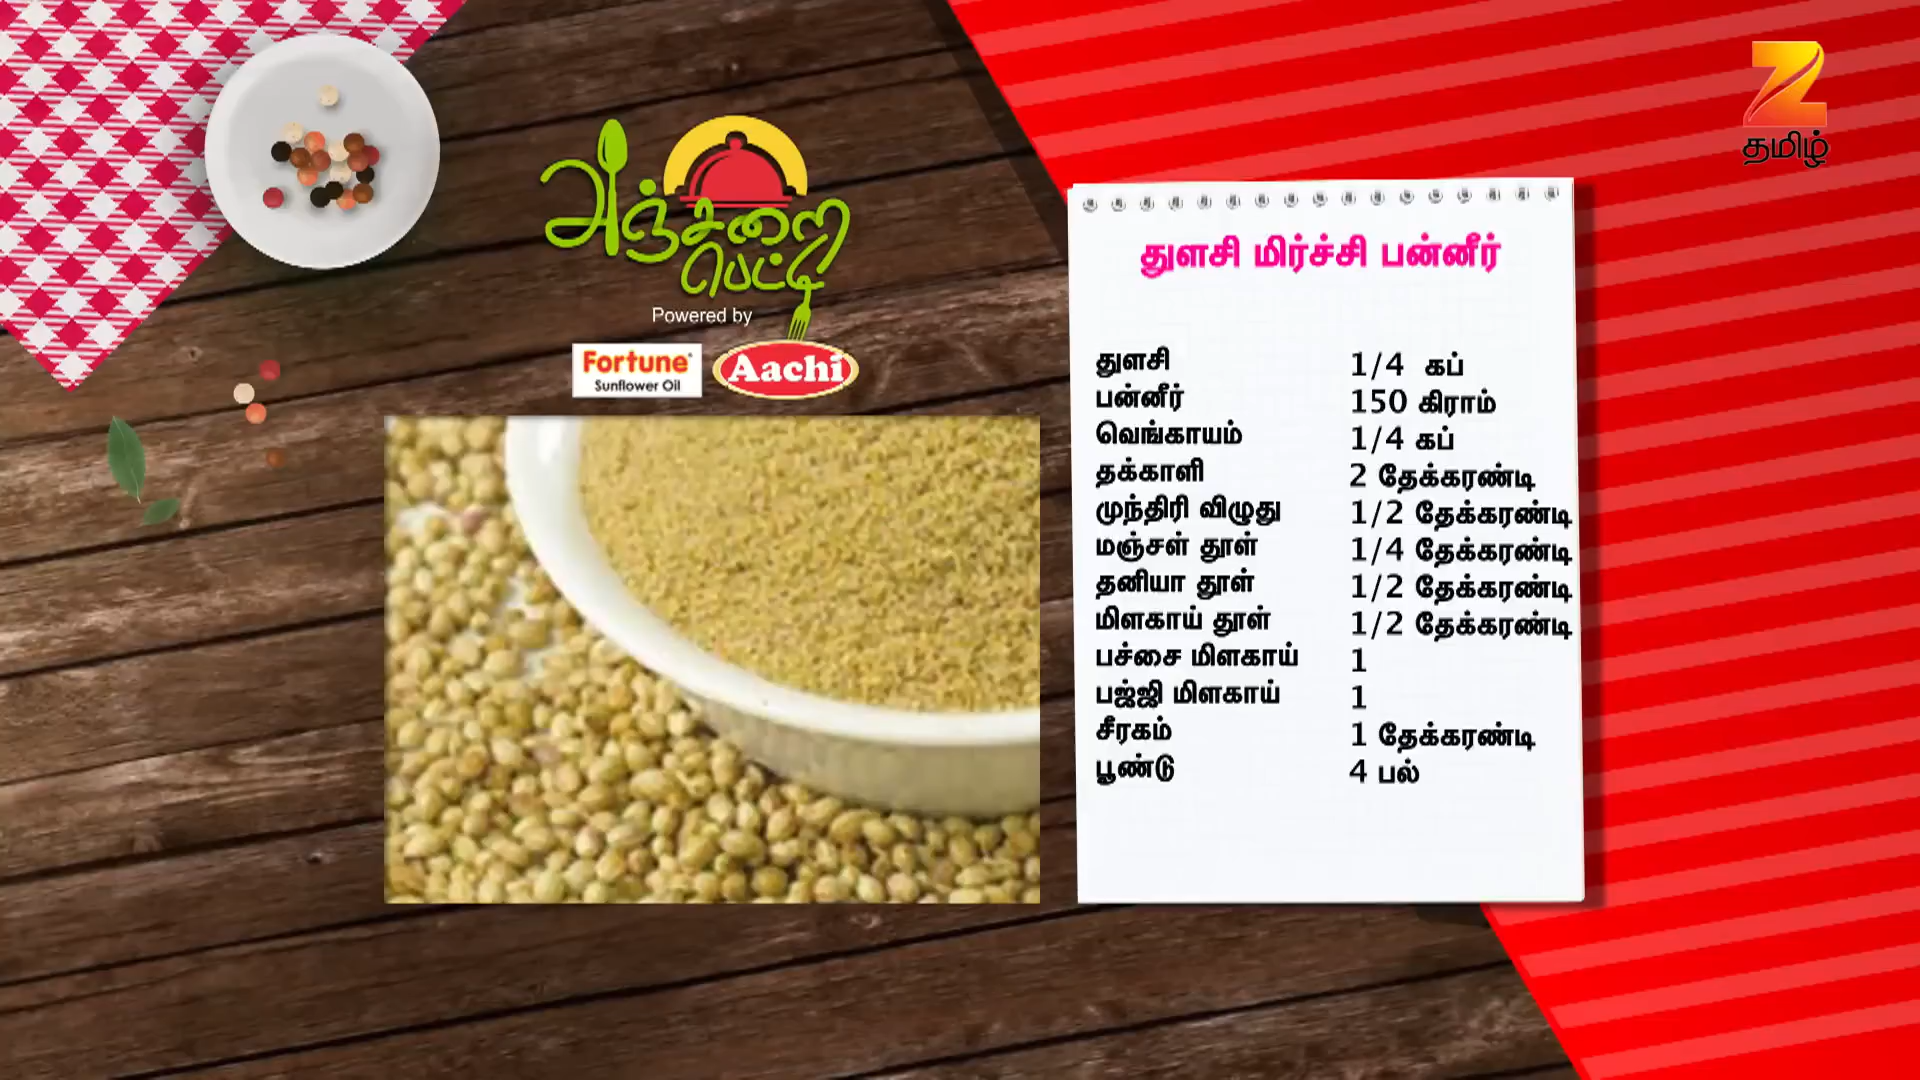 தமிழ்
அஞ்சறை
பெட்டி
Powered by
Fortune
Sunflower Oil
Aachi
துளசி மிர்ச்சி பன்னீர்
துளசி 1/4 கப்
பன்னீர் 150 கிராம்
வெங்காயம் 1/4 கப்
தக்காளி 2 தேக்கரண்டி
முந்திரி விழுது 1/2 தேக்கரண்டி
மஞ்சள் தூள் 1/4 தேக்கரண்டி
தனியா தூள் 1/2 தேக்கரண்டி
மிளகாய் தூள் 1/2 தேக்கரண்டி
பச்சை மிளகாய் 1
பஜ்ஜி மிளகாய் 1
சீரகம் 1 தேக்கரண்டி
பூண்டு 4 பல்